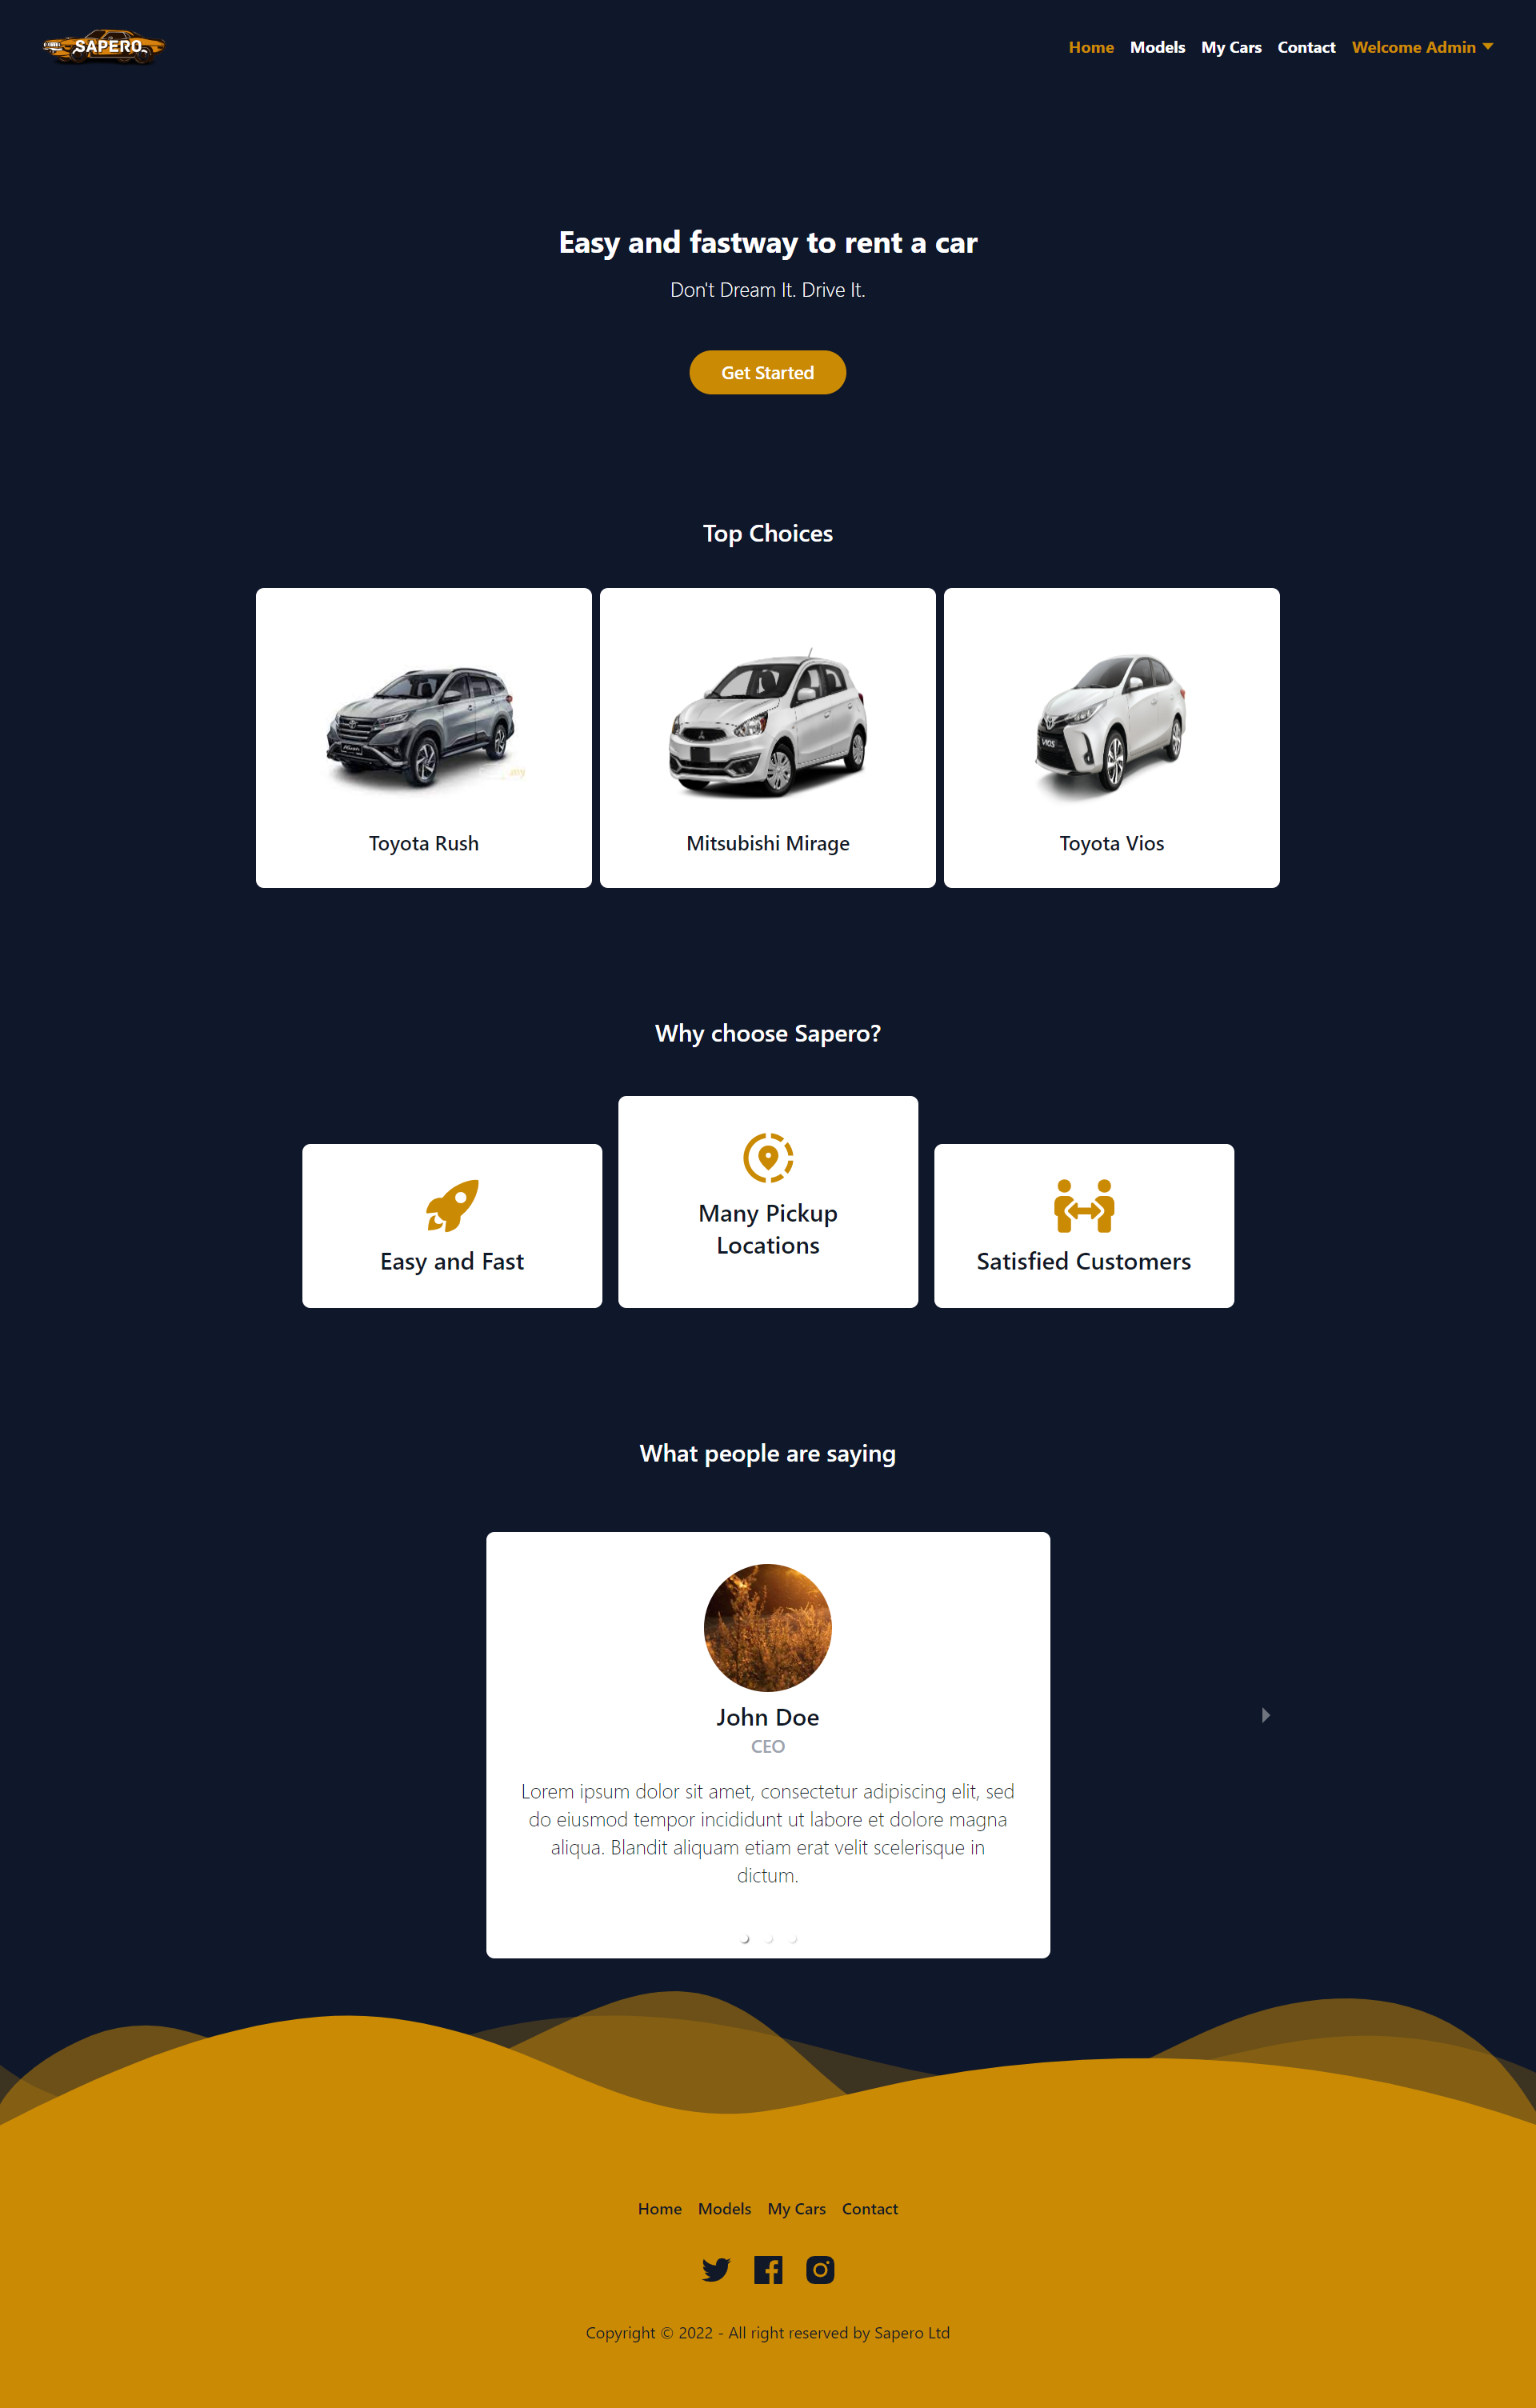 SAPERO
Home Models My Cars Contact Welcome Admin
Easy and fastway to rent a car
Don't Dream It. Drive It.
Get Started
Top Choices
Toyota Rush
Mitsubishi Mirage
VIOS
Toyota Vios
Why choose Sapero?
Easy and Fast
Many Pickup
Locations
Satisfied Customers
What people are saying
John Doe
CEO
Lorem ipsum dolor sit amet, consectetur adipiscing elit, sed
do eiusmod tempor incididunt ut labore et dolore magna
aliqua. Blandit aliquam etiam erat velit scelerisque in
dictum.
Home Models My Cars Contact
Copyright © 2022 - All right reserved by Sapero Ltd